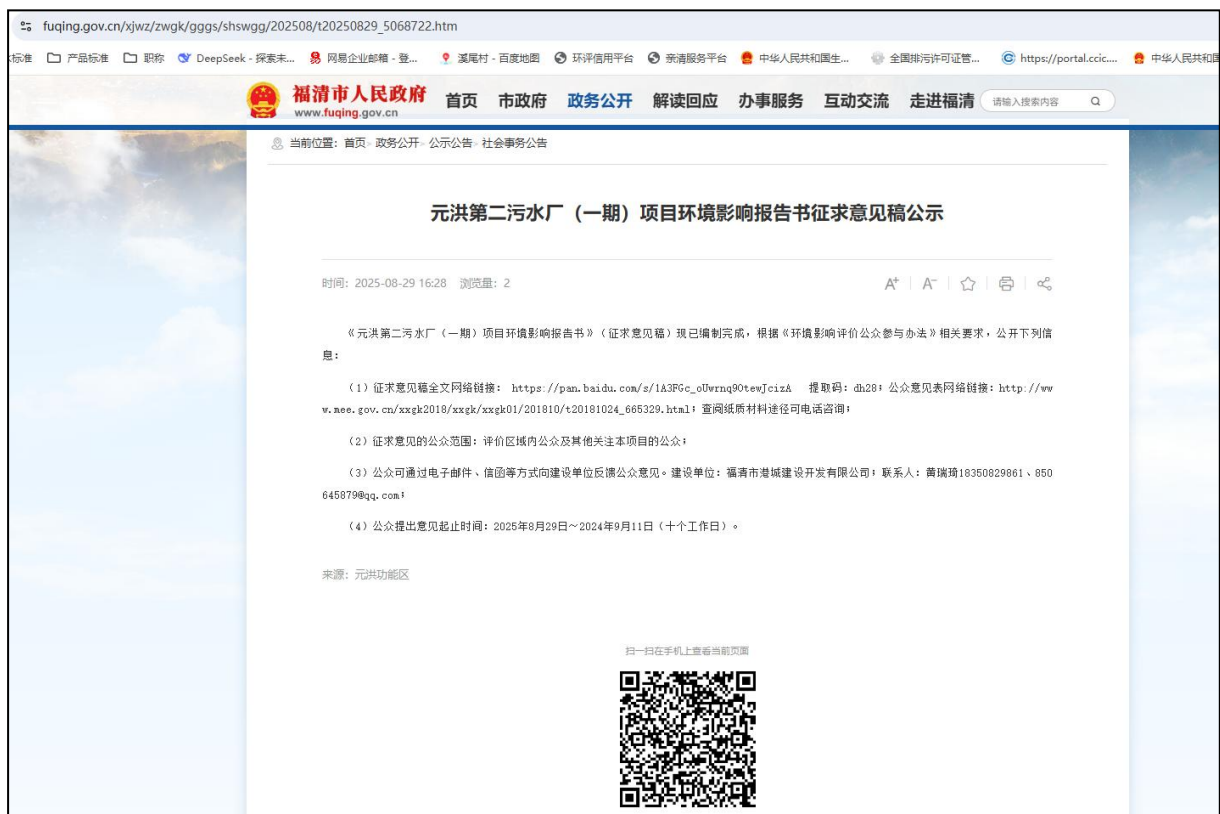 fuqing.gov.cn/xjwz/zwgk/gggs/shswgg/202508/t20250829_5068722.htm
标准 产品标准 职称 DeepSeek - 探索未... 网易企业邮箱 - 登... 溪尾村 - 百度地图 环评信用平台 亲清服务平台 中华人民共和国生... 全国排污许可证管... https://portal.ccic.... 中华人民共和国
福清市人民政府
www.fuqing.gov.cn
首页 市政府 政务公开 解读回应 办事服务 互动交流 走进福清 请输入搜索内容
当前位置：首页 政务公开 公示公告 社会事务公告
元洪第二污水厂（一期）项目环境影响报告书征求意见稿公示
时间：2025-08-29 16:28 浏览量：2 A+ A-
《元洪第二污水厂（一期）项目环境影响报告书》（征求意见稿）现已编制完成，根据《环境影响评价公众参与办法》相关要求，公开下列信
息：
（1）征求意见稿全文网络链接： https://pan.baidu.com/s/1A3FGc_oUwrnq9OtewJcizA 提取码：dh28；公众意见表网络链接：http://ww
w.mee.gov.cn/xxgk2018/xxgk/xxgk01/201810/t20181024_665329.html；查阅纸质材料途径可电话咨询；
（2）征求意见的公众范围：评价区域内公众及其他关注本项目的公众；
（3）公众可通过电子邮件、信函等方式向建设单位反馈公众意见。建设单位：福清市港城建设开发有限公司；联系人：黄瑞琦18350829861、850
645879@qq.com；
（4）公众提出意见起止时间：2025年8月29日～2024年9月11日（十个工作日）。
来源：元洪功能区
扫一扫在手机上查看当前页面